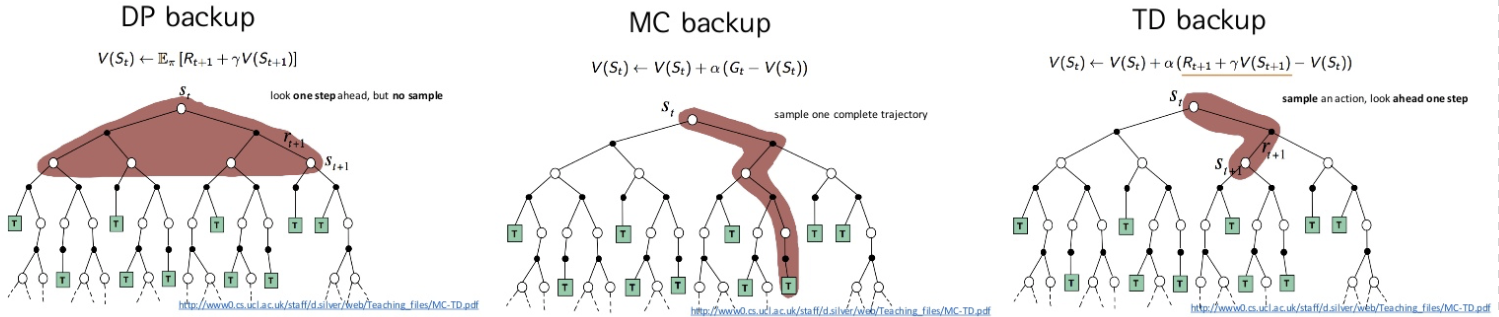 DP backup
V(S_t) ← 𝔼_π [R_{t+1} + γV(S_{t+1})]
look one step ahead, but no sample
s_t
r_{t+1}
s_{t+1}
T T T T T
T T T T T
http://www0.cs.ucl.ac.uk/staff/d.silver/web/Teaching_files/MC-TD.pdf
MC backup
V(S_t) ← V(S_t) + α (G_t − V(S_t))
sample one complete trajectory
s_t
T T T T T
T T T T T
http://www0.cs.ucl.ac.uk/staff/d.silver/web/Teaching_files/MC-TD.pdf
TD backup
V(S_t) ← V(S_t) + α (R_{t+1} + γV(S_{t+1}) − V(S_t))
sample an action, look ahead one step
s_t
r_{t+1}
s_{t+1}
T T T T T
T T T T T
http://www0.cs.ucl.ac.uk/staff/d.silver/web/Teaching_files/MC-TD.pdf